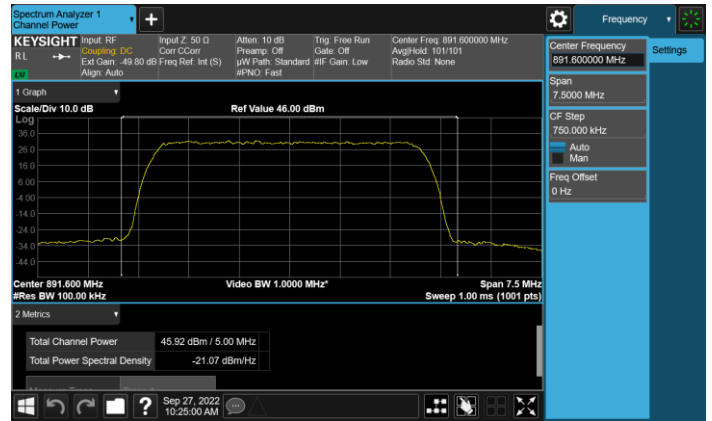 Spectrum Analyzer 1
Channel Power
+
Frequency
KEYSIGHT
RL
LXI
Input: RF
Coupling: DC
Ext Gain: -49.80 dB
Align: Auto
Input Z: 50 Ω
Corr CCorr
Freq Ref: Int (S)
Atten: 10 dB
Preamp: Off
µW Path: Standard
#PNO: Fast
Trig: Free Run
Gate: Off
#IF Gain: Low
Center Freq: 891.600000 MHz
Avg|Hold: 101/101
Radio Std: None
Center Frequency
891.600000 MHz
Settings
Span
7.5000 MHz
CF Step
750.000 kHz
Auto
Man
Freq Offset
0 Hz
1 Graph
Scale/Div 10.0 dB
Ref Value 46.00 dBm
Log
36.0
26.0
16.0
6.00
-4.00
-14.0
-24.0
-34.0
-44.0
Center 891.600 MHz
#Res BW 100.00 kHz
Video BW 1.0000 MHz*
Span 7.5 MHz
Sweep 1.00 ms (1001 pts)
2 Metrics
Total Channel Power 45.92 dBm / 5.00 MHz
Total Power Spectral Density -21.07 dBm/Hz
?
Sep 27, 2022
10:25:00 AM